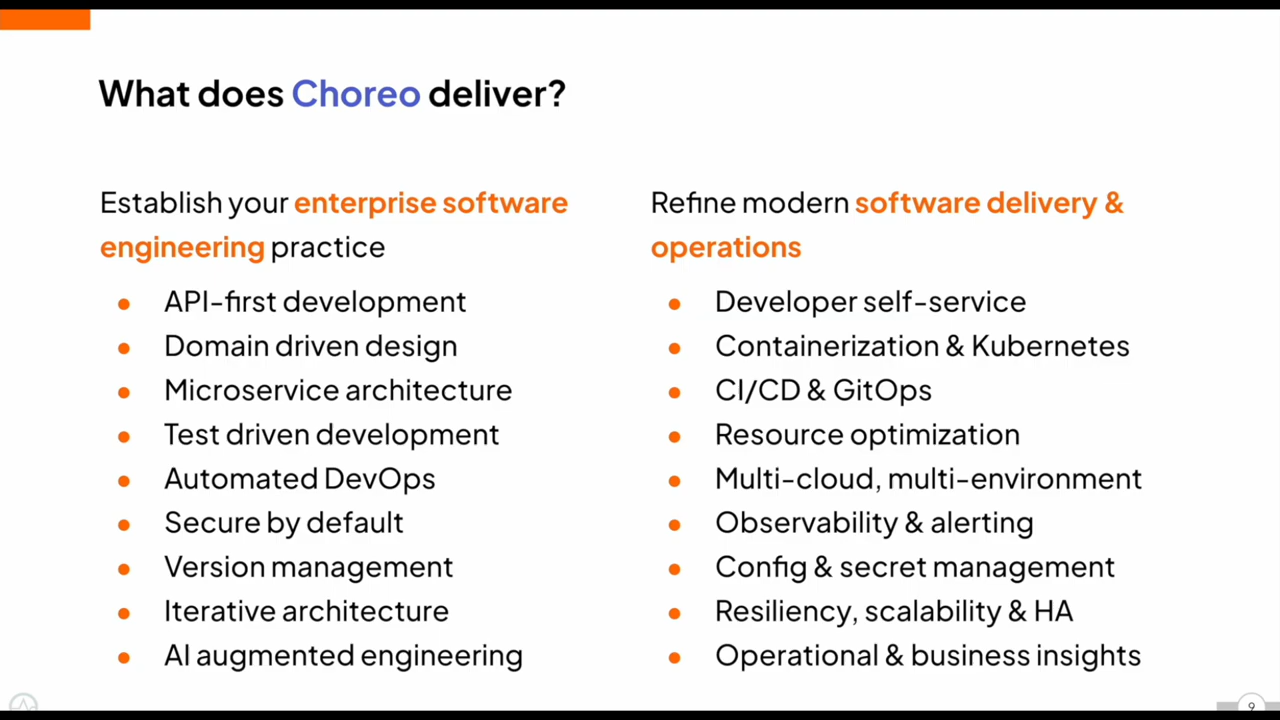 What does Choreo deliver?
Establish your enterprise software
engineering practice
API-first development
Domain driven design
Microservice architecture
Test driven development
Automated DevOps
Secure by default
Version management
Iterative architecture
AI augmented engineering
Refine modern software delivery &
operations
Developer self-service
Containerization & Kubernetes
CI/CD & GitOps
Resource optimization
Multi-cloud, multi-environment
Observability & alerting
Config & secret management
Resiliency, scalability & HA
Operational & business insights
9